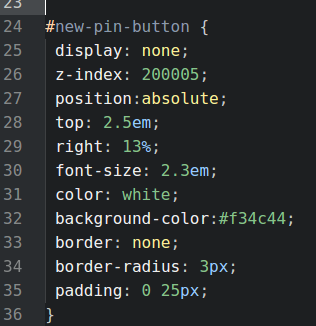 23
24 #new-pin-button {
25 display: none;
26 z-index: 200005;
27 position:absolute;
28 top: 2.5em;
29 right: 13%;
30 font-size: 2.3em;
31 color: white;
32 background-color:#f34c44;
33 border: none;
34 border-radius: 3px;
35 padding: 0 25px;
36 }